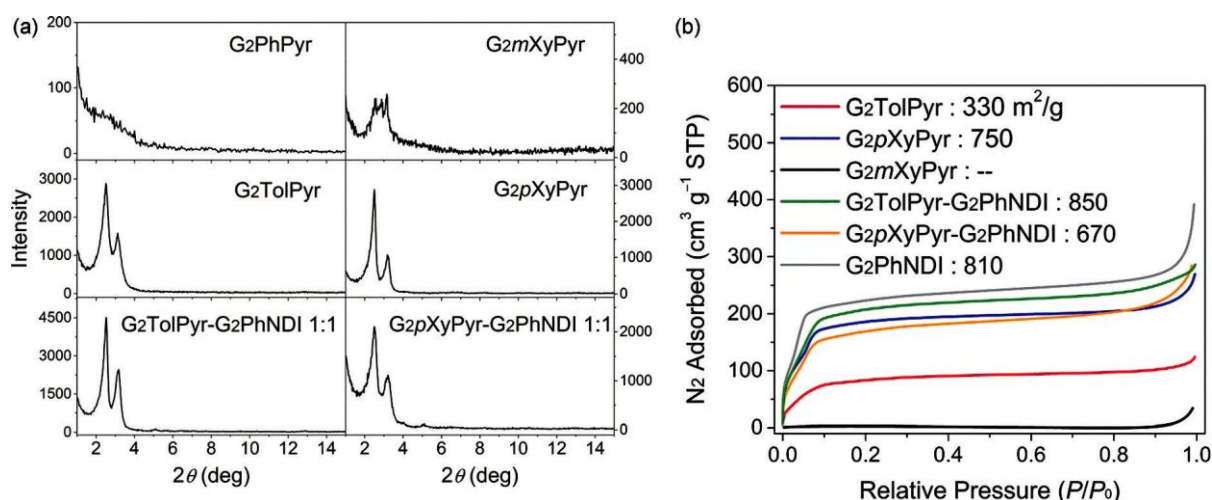 (a)
200
100
0
G2PhPyr
G2mXyPyr
400
200
0
3000
2000
1000
0
G2TolPyr
G2pXyPyr
3000
2000
1000
0
4500
3000
1500
0
G2TolPyr-G2PhNDI 1:1
G2pXyPyr-G2PhNDI 1:1
2000
1000
0
Intensity
2 4 6 8 10 12 14
2 4 6 8 10 12 14
2θ (deg)
2θ (deg)
(b)
600
500
400
300
200
100
0
N2 Adsorbed (cm³ g⁻¹ STP)
G2TolPyr : 330 m²/g
G2pXyPyr : 750
G2mXyPyr : --
G2TolPyr-G2PhNDI : 850
G2pXyPyr-G2PhNDI : 670
G2PhNDI : 810
0.0 0.2 0.4 0.6 0.8 1.0
Relative Pressure (P/P₀)